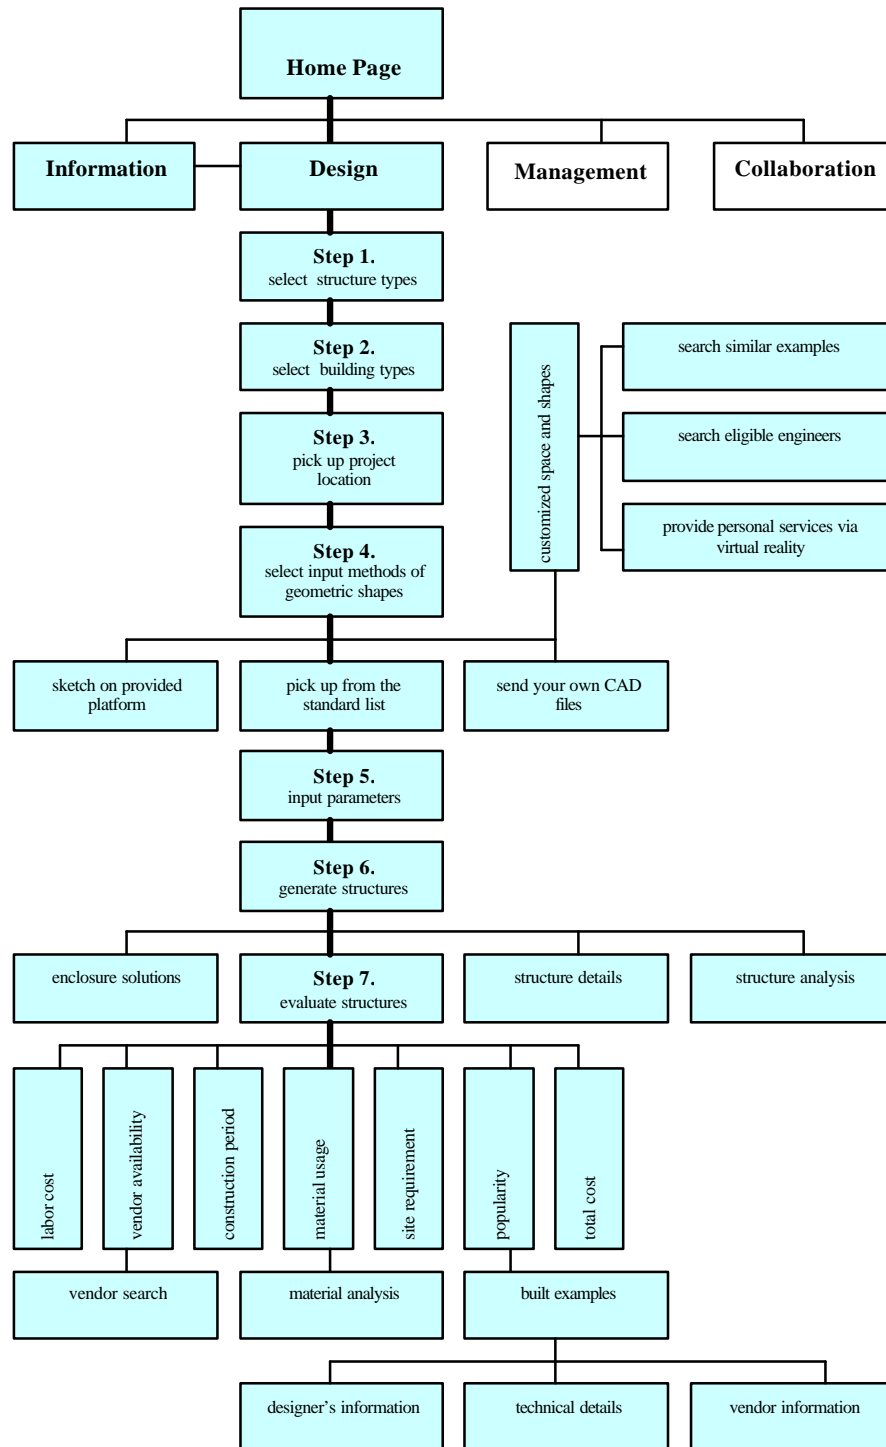 Home Page
Information
Design
Management
Collaboration
Step 1.
select structure types
Step 2.
select building types
Step 3.
pick up project
location
Step 4.
select input methods of
geometric shapes
customized space and shapes
search similar examples
search eligible engineers
provide personal services via
virtual reality
sketch on provided
platform
pick up from the
standard list
send your own CAD
files
Step 5.
input parameters
Step 6.
generate structures
enclosure solutions
Step 7.
evaluate structures
structure details
structure analysis
labor cost
vendor availability
construction period
material usage
site requirement
popularity
total cost
vendor search
material analysis
built examples
designer's information
technical details
vendor information